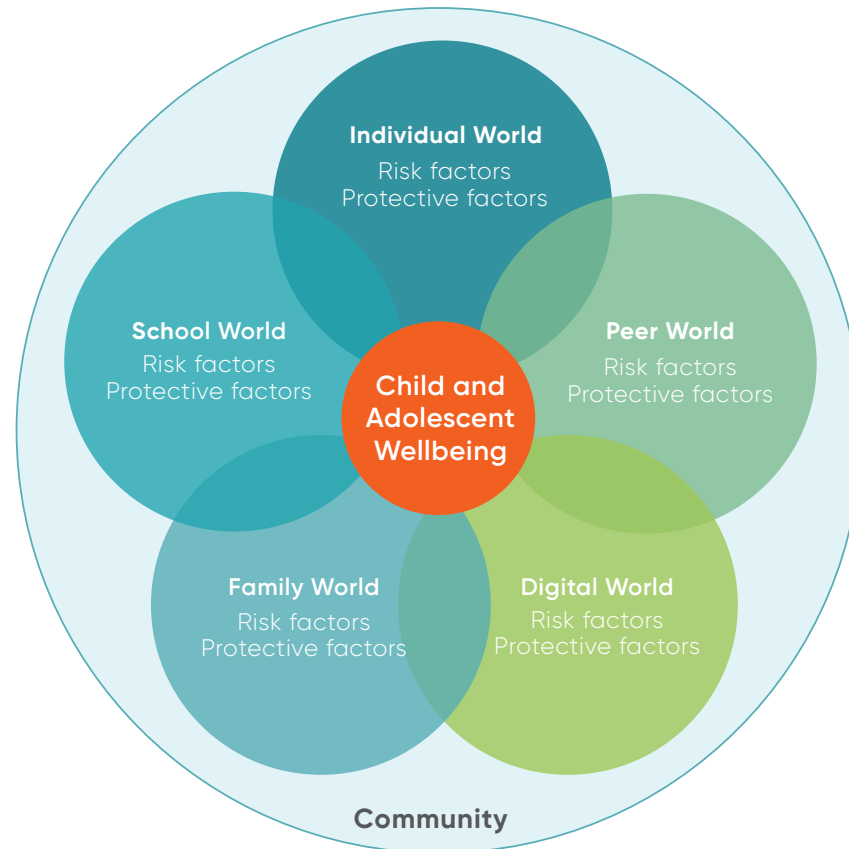 Individual World
Risk factors
Protective factors
School World
Risk factors
Protective factors
Peer World
Risk factors
Protective factors
Child and
Adolescent
Wellbeing
Family World
Risk factors
Protective factors
Digital World
Risk factors
Protective factors
Community